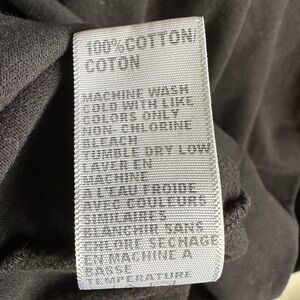 100%COTTON/
COTON
MACHINE WASH
COLD WITH LIKE
COLORS ONLY
NON- CHLORINE
BLEACH
TUMBLE DRY LOW
LAVER EN
MACHINE
A L'EAU FROIDE
AVEC COULEURS
SIMILAIRES
BLANCHIR SANS
CHLORE SECHAGE
EN MACHINE A
BASSE
TEMPERATURE